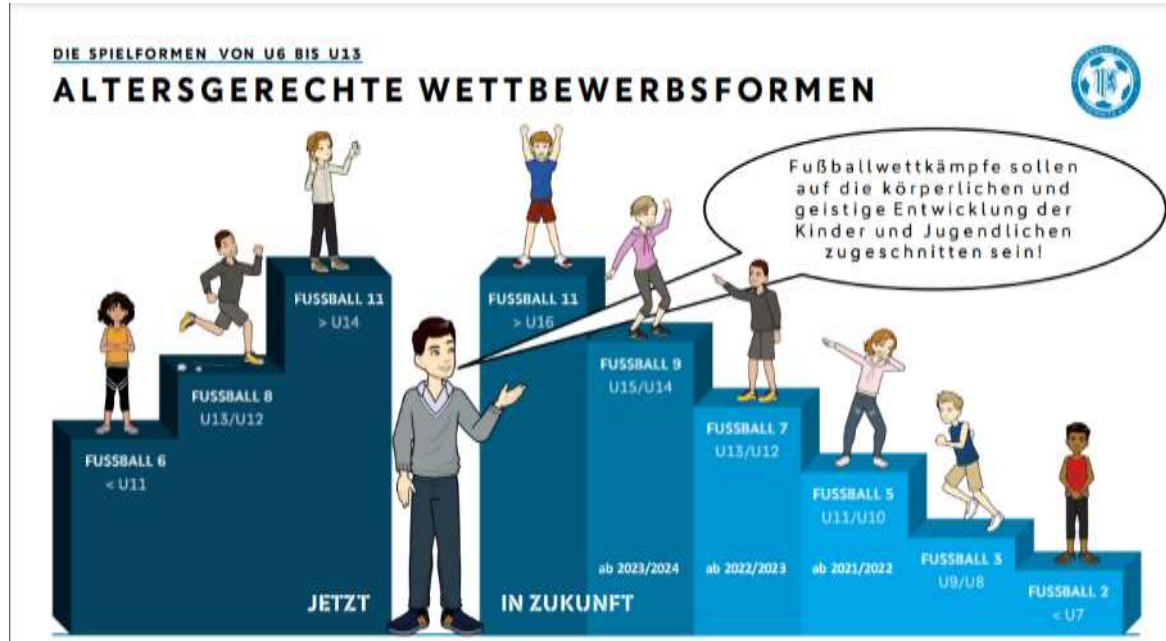 DIE SPIELFORMEN VON U6 BIS U13
ALTERSGERECHTE WETTBEWERBSFORMEN
Fußballwettkämpfe sollen
auf die körperlichen und
geistige Entwicklung der
Kinder und Jugendlichen
zugeschnitten sein!
FUSSBALL 6
< U11
FUSSBALL 8
U13/U12
FUSSBALL 11
> U14
JETZT
FUSSBALL 11
> U16
IN ZUKUNFT
FUSSBALL 9
U15/U14
ab 2023/2024
FUSSBALL 7
U13/U12
ab 2022/2023
FUSSBALL 5
U11/U10
ab 2021/2022
FUSSBALL 3
U9/U8
FUSSBALL 2
< U7